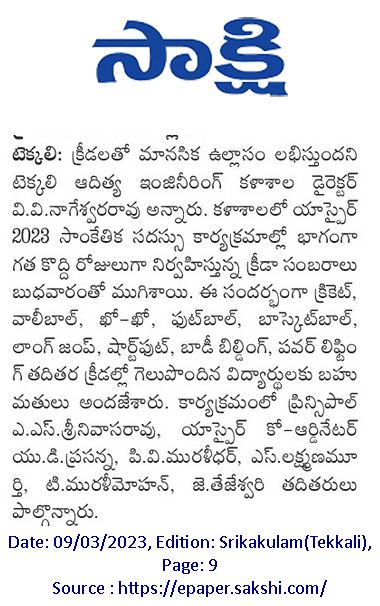 సాక్షి
టెక్కలి: క్రీడలతో మానసిక ఉల్లాసం లభిస్తుందని
టెక్కలి ఆదిత్య ఇంజినీరింగ్ కళాశాల డైరెక్టర్
వి.వి.నాగేశ్వరరావు అన్నారు. కళాశాలలో యాస్పైర్
2023 సాంకేతిక సదస్సు కార్యక్రమాల్లో భాగంగా
గత కొద్ది రోజులుగా నిర్వహిస్తున్న క్రీడా సంబరాలు
బుధవారంతో ముగిశాయి. ఈ సందర్భంగా క్రికెట్,
వాలీబాల్, ఖో-ఖో, ఫుట్‌బాల్, బాస్కెట్‌బాల్,
లాంగ్ జంప్, షార్ట్‌ఫుట్, బాడీ బిల్డింగ్, పవర్ లిఫ్టిం
గ్ తదితర క్రీడల్లో గెలుపొందిన విద్యార్థులకు బహు
మతులు అందజేశారు. కార్యక్రమంలో ప్రిన్సిపాల్
ఎ.ఎస్.శ్రీనివాసరావు, యాస్పైర్ కో-ఆర్డినేటర్
యు.డి.ప్రసన్న, పి.వి.మురళీధర్, ఎస్.లక్ష్మణమూ
ర్తి, టి.మురళీమోహన్, జె.తేజేశ్వరి తదితరులు
పాల్గొన్నారు.
Date: 09/03/2023, Edition: Srikakulam(Tekkali),
Page: 9
Source : https://epaper.sakshi.com/